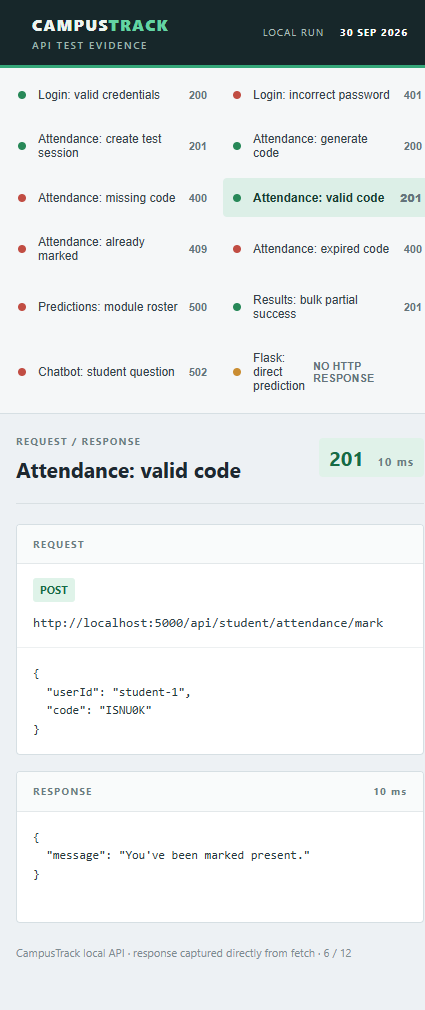 CAMPUSTRACK
API TEST EVIDENCE
LOCAL RUN 30 SEP 2026
Login: valid credentials 200
Login: incorrect password 401
Attendance: create test
session 201
Attendance: generate
code 200
Attendance: missing code 400
Attendance: valid code 201
Attendance: already
marked 409
Attendance: expired code 400
Predictions: module roster 500
Results: bulk partial
success 201
Chatbot: student question 502
Flask:
direct
prediction
NO HTTP
RESPONSE
REQUEST / RESPONSE
Attendance: valid code
201 10 ms
REQUEST
POST
http://localhost:5000/api/student/attendance/mark
{
"userId": "student-1",
"code": "ISNU0K"
}
RESPONSE 10 ms
{
"message": "You've been marked present."
}
CampusTrack local API · response captured directly from fetch · 6 / 12